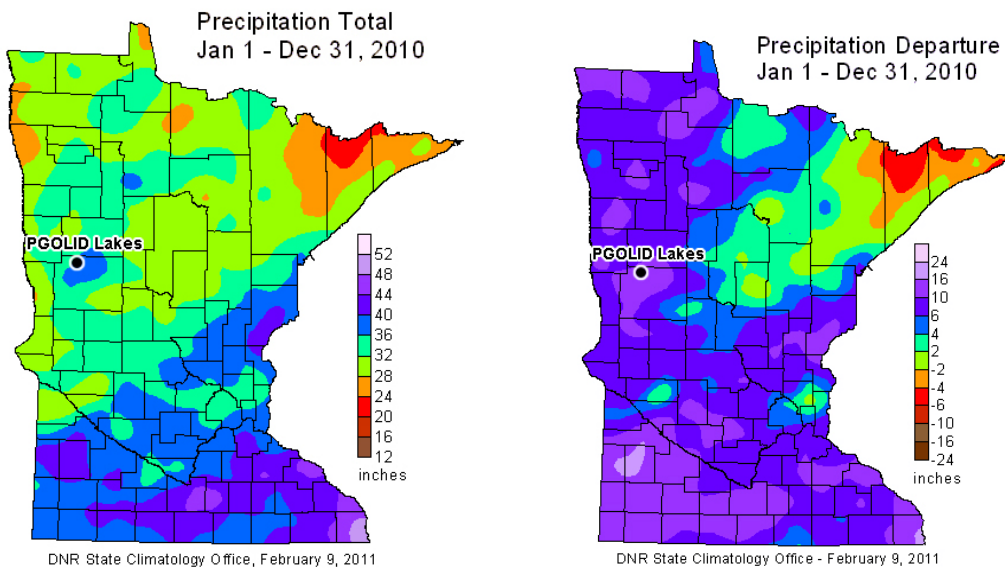 Precipitation Total
Jan 1 - Dec 31, 2010
PGOLID Lakes
52
48
44
40
36
32
28
24
20
16
12
inches
DNR State Climatology Office, February 9, 2011
Precipitation Departure
Jan 1 - Dec 31, 2010
PGOLID Lakes
24
16
10
6
4
2
-2
-4
-6
-10
-16
-24
inches
DNR State Climatology Office - February 9, 2011